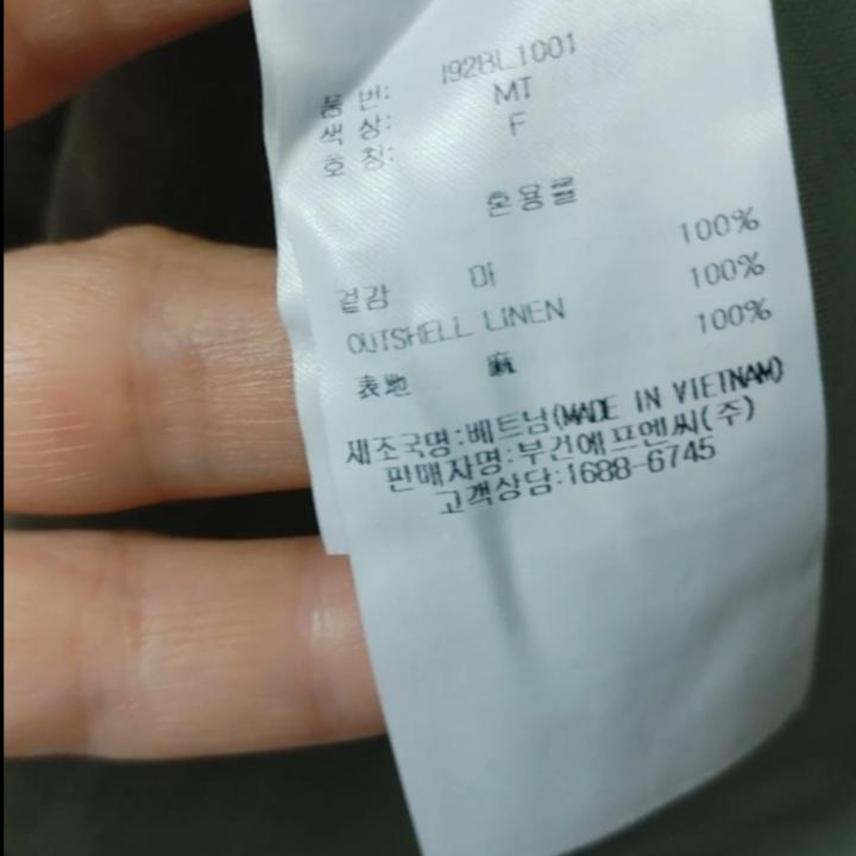 품 번: I92BL1001
색 상: MT
호 칭: F
혼용률
겉감 마 100%
OUTSHELL LINEN 100%
表地 麻 100%
제조국명:베트남(MADE IN VIETNAM)
판매자명:부건에프엔씨(주)
고객상담:1688-6745